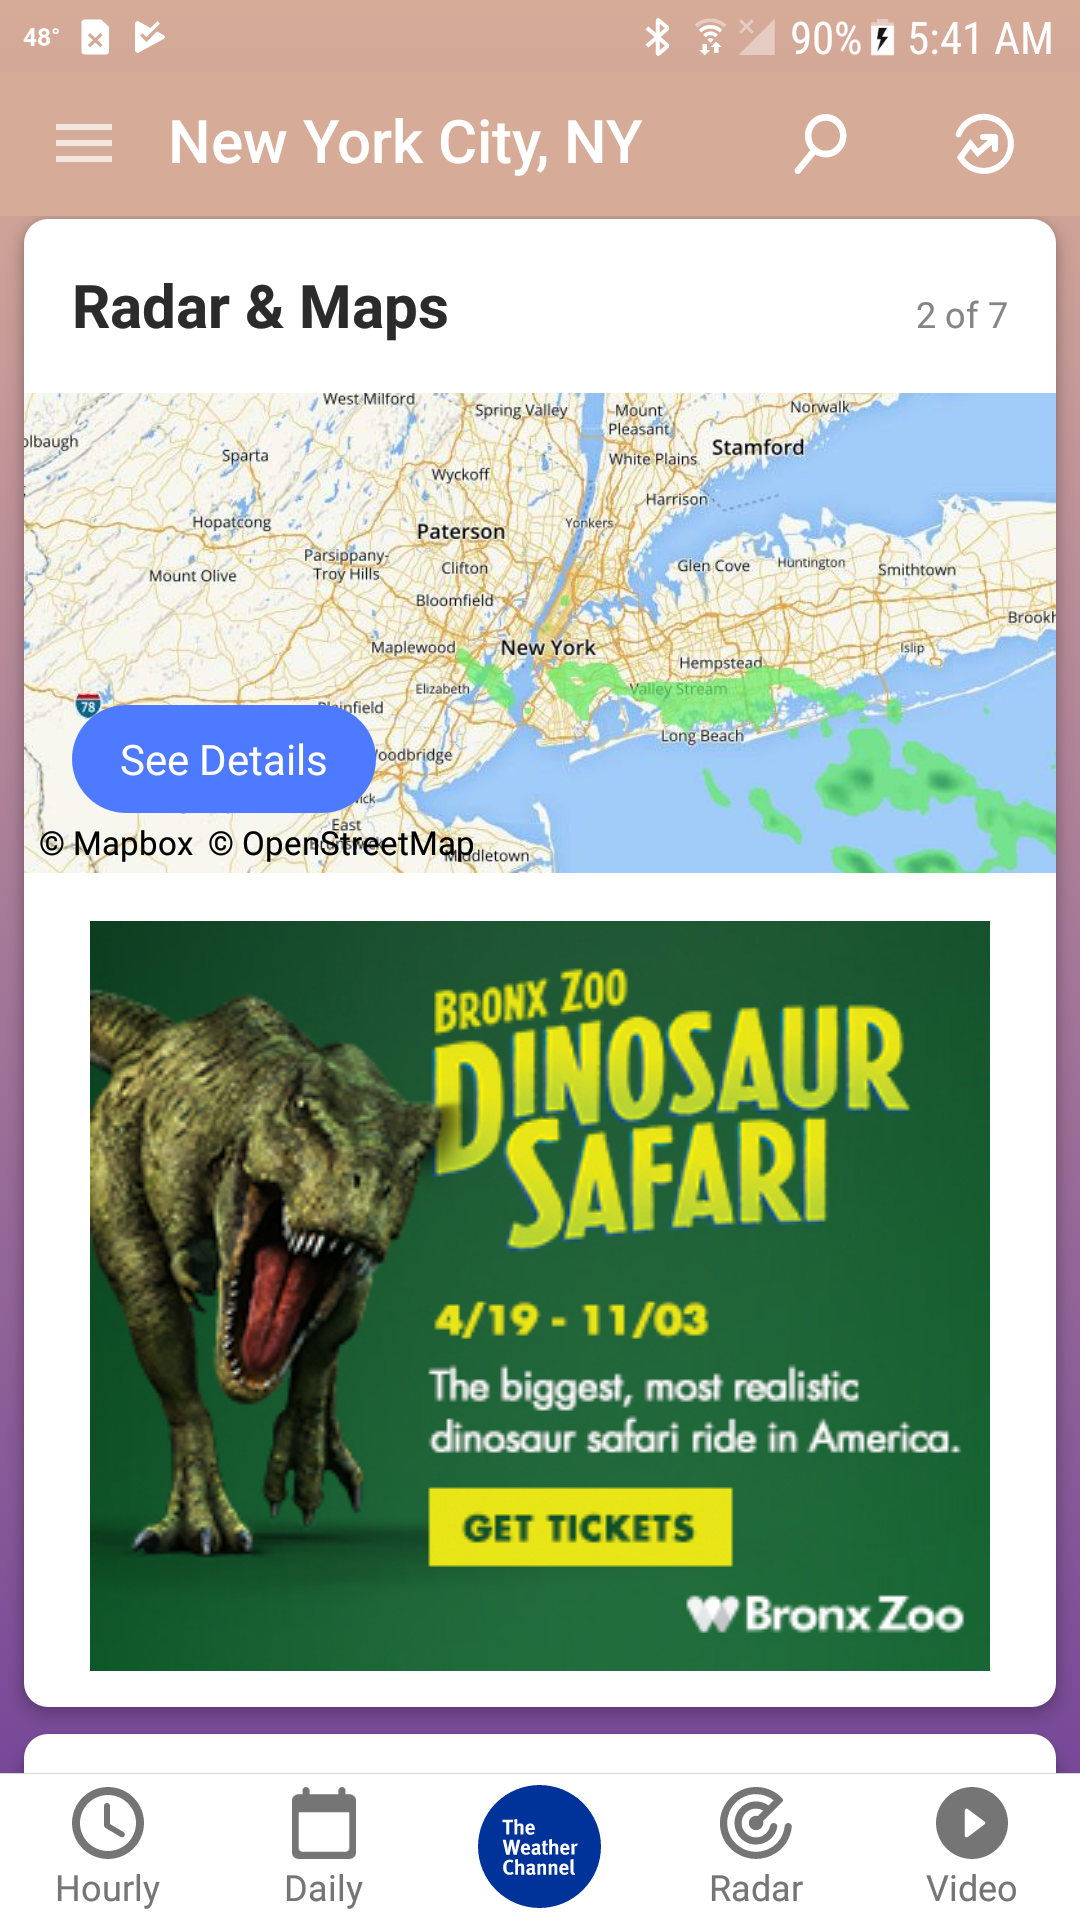 48°
90%
5:41 AM
New York City, NY
Radar & Maps
2 of 7
West Milford
Spring Valley
Mount
Pleasant
Norwalk
Stamford
Sparta
White Plains
Wyckoff
Harrison
Hopatcong
Paterson
Yonkers
Parsippany-
Troy Hills
Clifton
Glen Cove
Huntington
Smithtown
Mount Olive
Bloomfield
Maplewood
New York
Islip
Hempstead
Elizabeth
Valley Stream
78
Long Beach
See Details
East
© Mapbox © OpenStreetMap
Middletown
BRONX ZOO
DINOSAUR
SAFARI
4/19 - 11/03
The biggest, most realistic
dinosaur safari ride in America.
GET TICKETS
Bronx Zoo
The
Weather
Channel
Hourly
Daily
Radar
Video